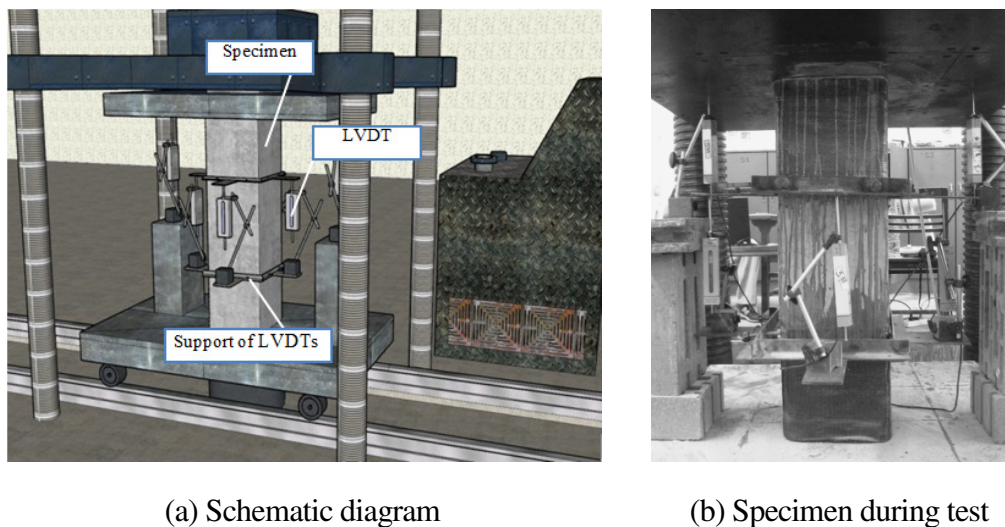 Specimen
LVDT
Support of LVDTs
(a) Schematic diagram
(b) Specimen during test